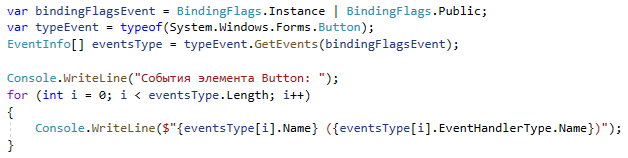 var bindingFlagsEvent = BindingFlags.Instance | BindingFlags.Public;
var typeEvent = typeof(System.Windows.Forms.Button);
EventInfo[] eventsType = typeEvent.GetEvents(bindingFlagsEvent);
Console.WriteLine("События элемента Button: ");
for (int i = 0; i < eventsType.Length; i++)
{
Console.WriteLine($"{eventsType[i].Name} ({eventsType[i].EventHandlerType.Name})");
}